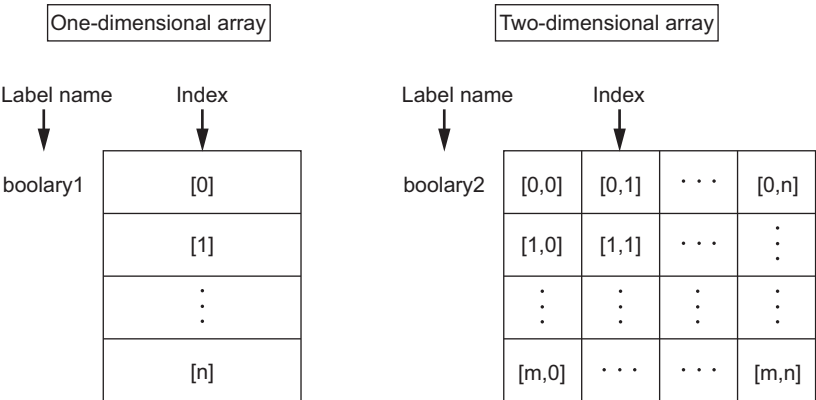 One-dimensional array
Label name Index
boolary1
[0]
[1]
[n]
Two-dimensional array
Label name Index
boolary2
[0,0] [0,1] ··· [0,n]
[1,0] [1,1] ···
[m,0] ··· ··· [m,n]